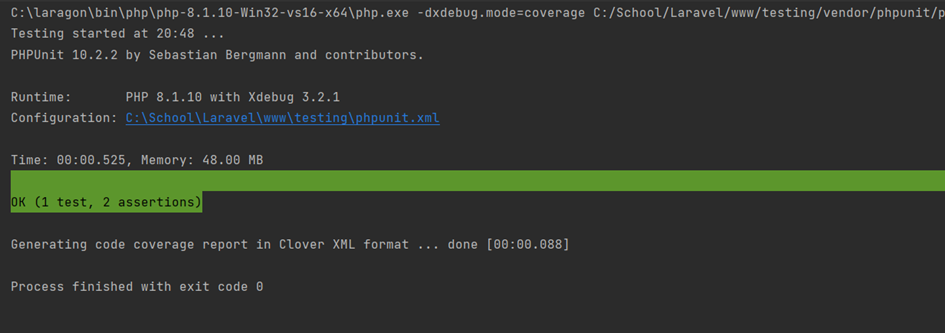 C:\laragon\bin\php\php-8.1.10-Win32-vs16-x64\php.exe -dxdebug.mode=coverage C:/School/Laravel/www/testing/vendor/phpunit/p
Testing started at 20:48 ...
PHPUnit 10.2.2 by Sebastian Bergmann and contributors.
Runtime:       PHP 8.1.10 with Xdebug 3.2.1
Configuration: C:\School\Laravel\www\testing\phpunit.xml
Time: 00:00.525, Memory: 48.00 MB
OK (1 test, 2 assertions)
Generating code coverage report in Clover XML format ... done [00:00.088]
Process finished with exit code 0